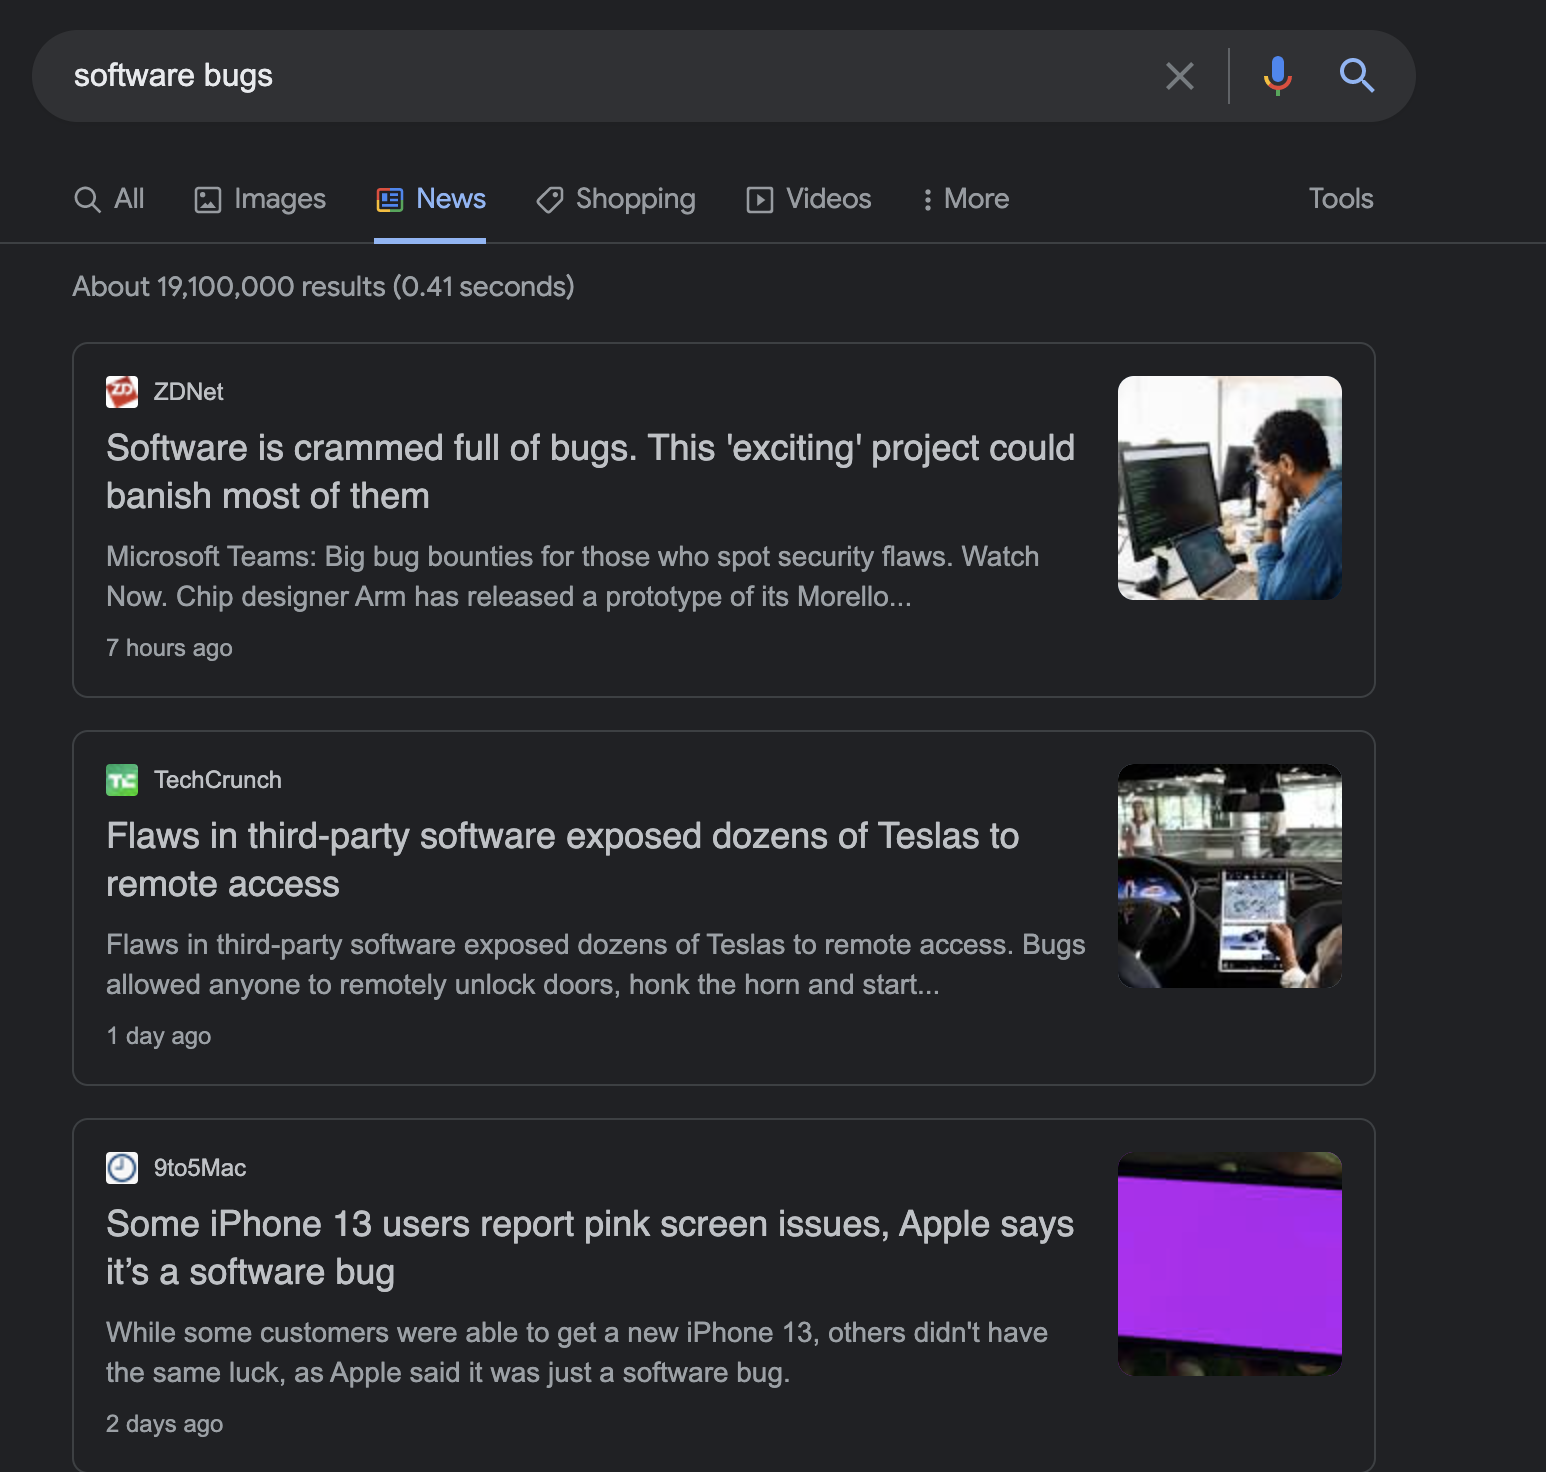 software bugs
All Images News Shopping Videos More Tools
About 19,100,000 results (0.41 seconds)
ZDNet
Software is crammed full of bugs. This 'exciting' project could
banish most of them
Microsoft Teams: Big bug bounties for those who spot security flaws. Watch
Now. Chip designer Arm has released a prototype of its Morello...
7 hours ago
TechCrunch
Flaws in third-party software exposed dozens of Teslas to
remote access
Flaws in third-party software exposed dozens of Teslas to remote access. Bugs
allowed anyone to remotely unlock doors, honk the horn and start...
1 day ago
9to5Mac
Some iPhone 13 users report pink screen issues, Apple says
it’s a software bug
While some customers were able to get a new iPhone 13, others didn't have
the same luck, as Apple said it was just a software bug.
2 days ago